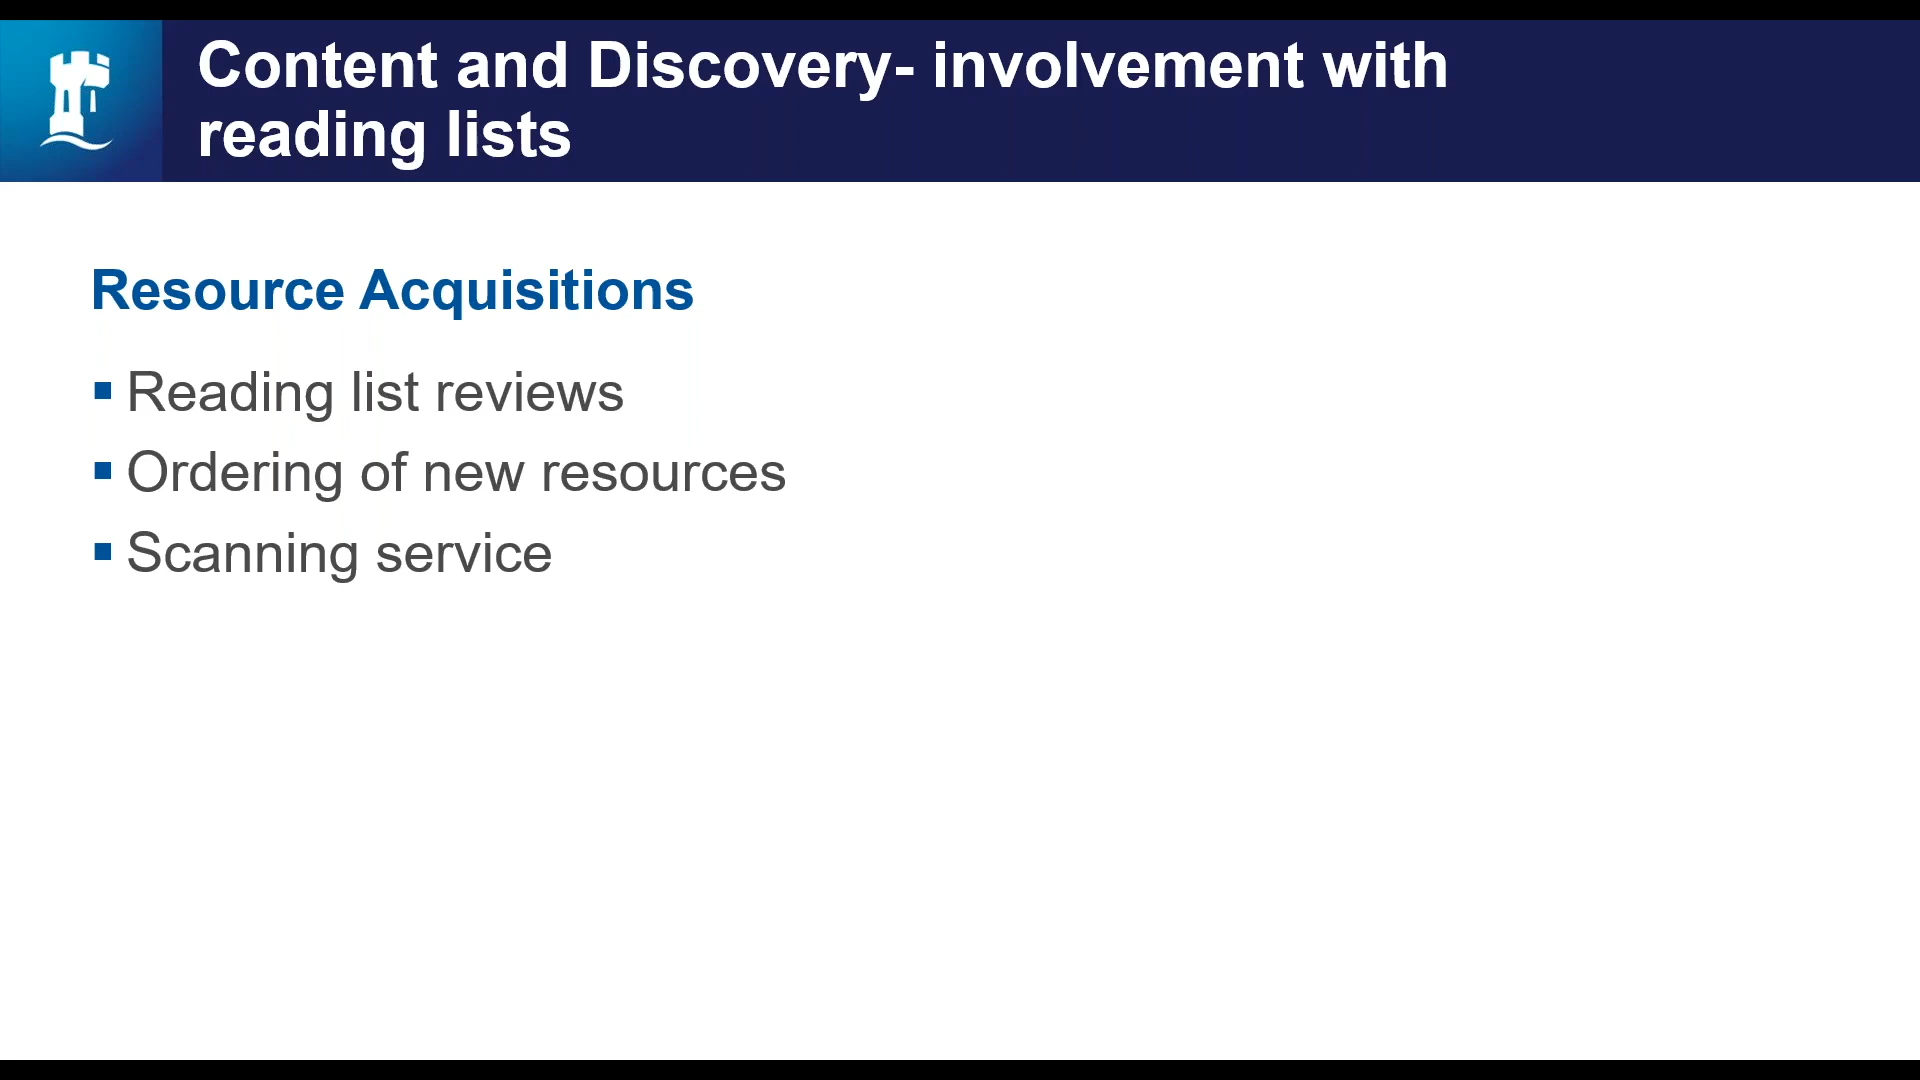 Content and Discovery- involvement with
reading lists
Resource Acquisitions
▪ Reading list reviews
▪ Ordering of new resources
▪ Scanning service